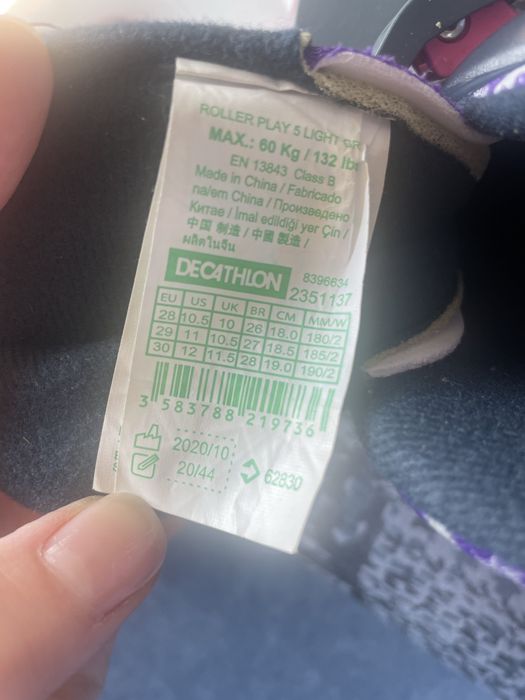 ROLLER PLAY 5 LIGHT GR
MAX.: 60 Kg / 132 lb
EN 13843 Class B
Made in China / Fabricado
na/em China / Произведено
Китае / İmal edildiği yer Çin /
中国 制造 / 中國 製造 /
ผลิตในจีน
DECATHLON
8396634
2351137
EU US UK BR CM MM/W
28 10.5 10 26 18.0 180/2
29 11 10.5 27 18.5 185/2
30 12 11.5 28 19.0 190/2
3 583788 219736
2020/10
20/44
62830